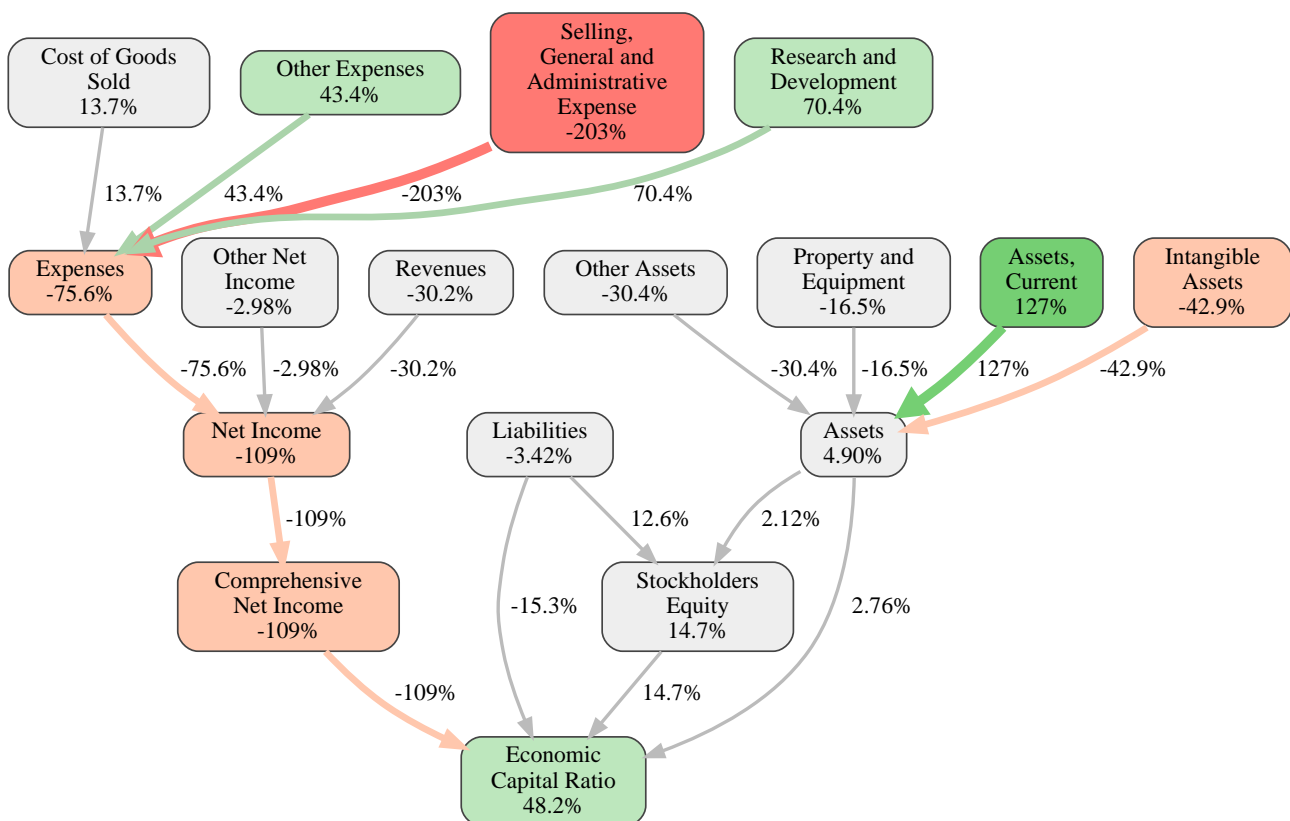 Cost of Goods
Sold
13.7%
Other Expenses
43.4%
Selling,
General and
Administrative
Expense
-203%
Research and
Development
70.4%
13.7%
43.4%
-203%
70.4%
Expenses
-75.6%
Other Net
Income
-2.98%
Revenues
-30.2%
Other Assets
-30.4%
Property and
Equipment
-16.5%
Assets,
Current
127%
Intangible
Assets
-42.9%
-75.6%
-2.98%
-30.2%
-30.4%
-16.5%
127%
-42.9%
Net Income
-109%
Liabilities
-3.42%
Assets
4.90%
-109%
12.6%
2.12%
Comprehensive
Net Income
-109%
-15.3%
Stockholders
Equity
14.7%
2.76%
-109%
14.7%
Economic
Capital Ratio
48.2%